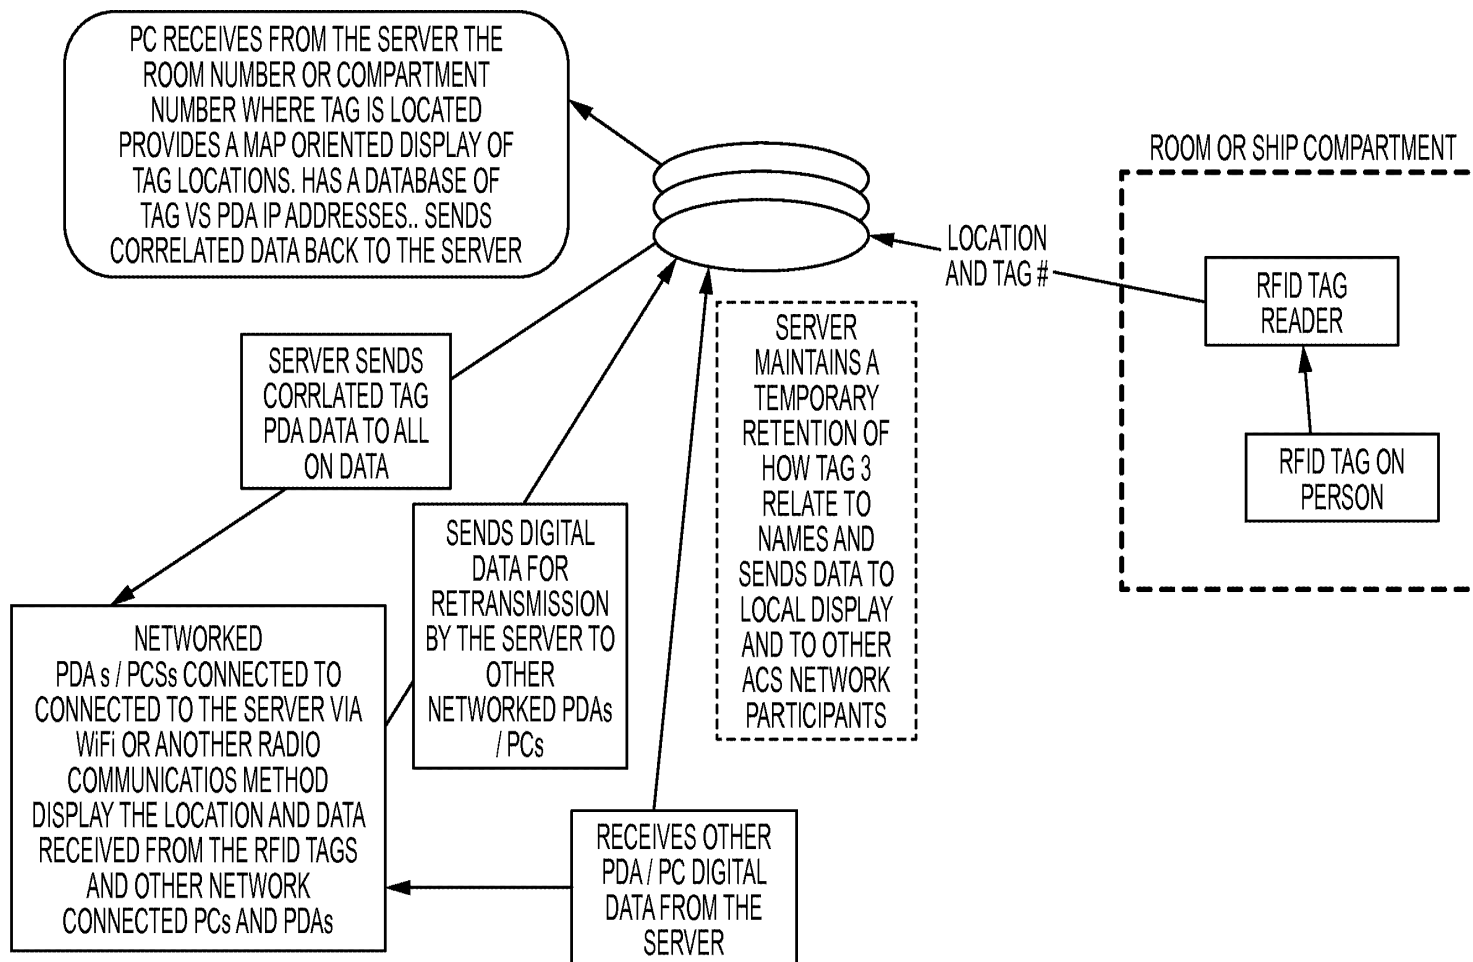 PC RECEIVES FROM THE SERVER THE
ROOM NUMBER OR COMPARTMENT
NUMBER WHERE TAG IS LOCATED
PROVIDES A MAP ORIENTED DISPLAY OF
TAG LOCATIONS. HAS A DATABASE OF
TAG VS PDA IP ADDRESSES.. SENDS
CORRELATED DATA BACK TO THE SERVER
ROOM OR SHIP COMPARTMENT
LOCATION
AND TAG #
RFID TAG
READER
RFID TAG ON
PERSON
SERVER
MAINTAINS A
TEMPORARY
RETENTION OF
HOW TAG 3
RELATE TO
NAMES AND
SENDS DATA TO
LOCAL DISPLAY
AND TO OTHER
ACS NETWORK
PARTICIPANTS
SERVER SENDS
CORRLATED TAG
PDA DATA TO ALL
ON DATA
SENDS DIGITAL
DATA FOR
RETRANSMISSION
BY THE SERVER TO
OTHER
NETWORKED PDAs
/ PCs
NETWORKED
PDA s / PCSs CONNECTED TO
CONNECTED TO THE SERVER VIA
WiFi OR ANOTHER RADIO
COMMUNICATIOS METHOD
DISPLAY THE LOCATION AND DATA
RECEIVED FROM THE RFID TAGS
AND OTHER NETWORK
CONNECTED PCs AND PDAs
RECEIVES OTHER
PDA / PC DIGITAL
DATA FROM THE
SERVER